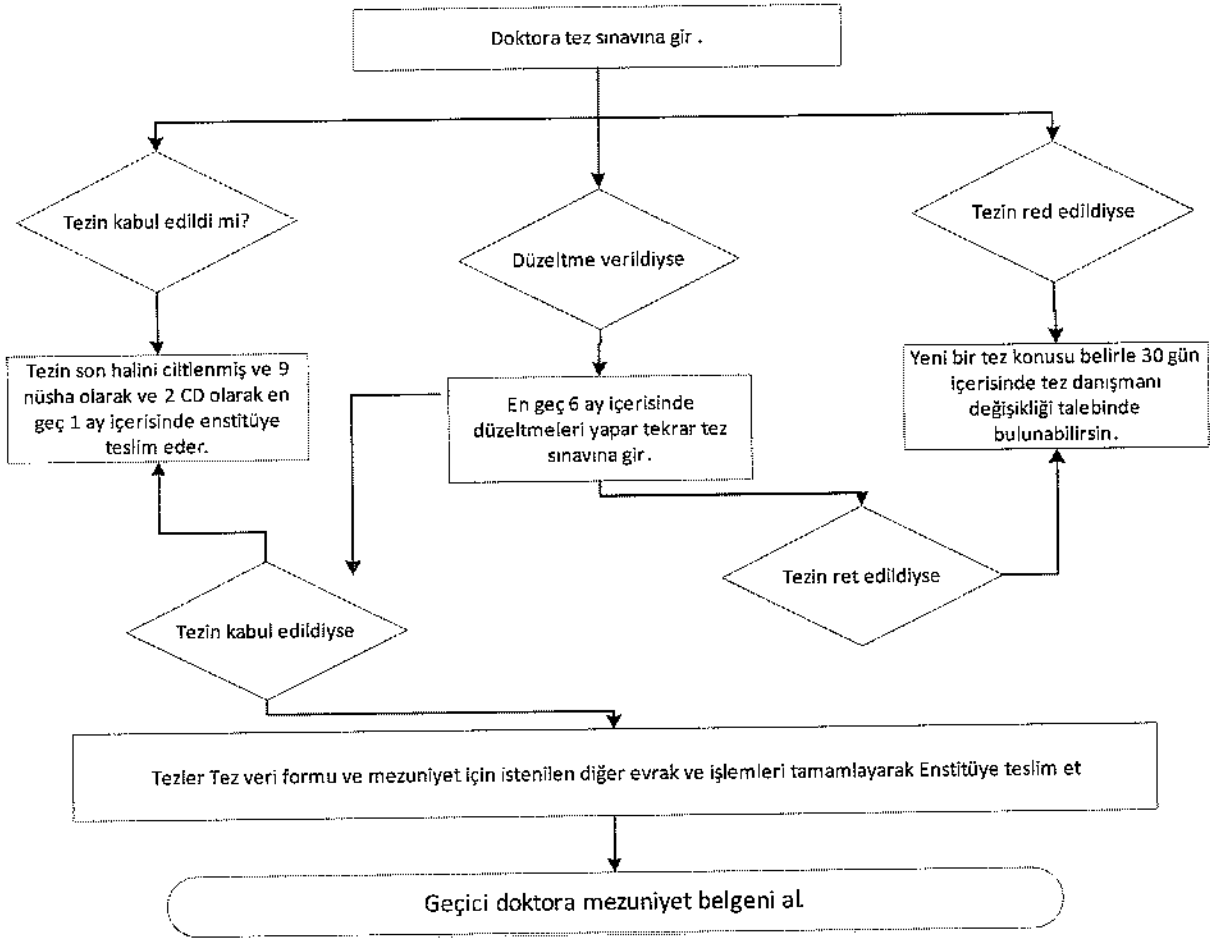 Doktora tez sınavına gir .
Tezin kabul edildi mi?
Düzeltme verildiyse
Tezin red edildiyse
Tezin son halini ciltlenmiş ve 9
nüsha olarak ve 2 CD olarak en
geç 1 ay içerisinde enstitüye
teslim eder.
En geç 6 ay içerisinde
düzeltmeleri yapar tekrar tez
sınavına gir .
Yeni bir tez konusu belirle 30 gün
içerisinde tez danışmanı
değişikliği talebinde
bulunabilirsin.
Tezin ret edildiyse
Tezin kabul edildiyse
Tezler Tez veri formu ve mezuniyet için istenilen diğer evrak ve işlemleri tamamlayarak Enstitüye teslim et
Geçici doktora mezuniyet belgeni al.